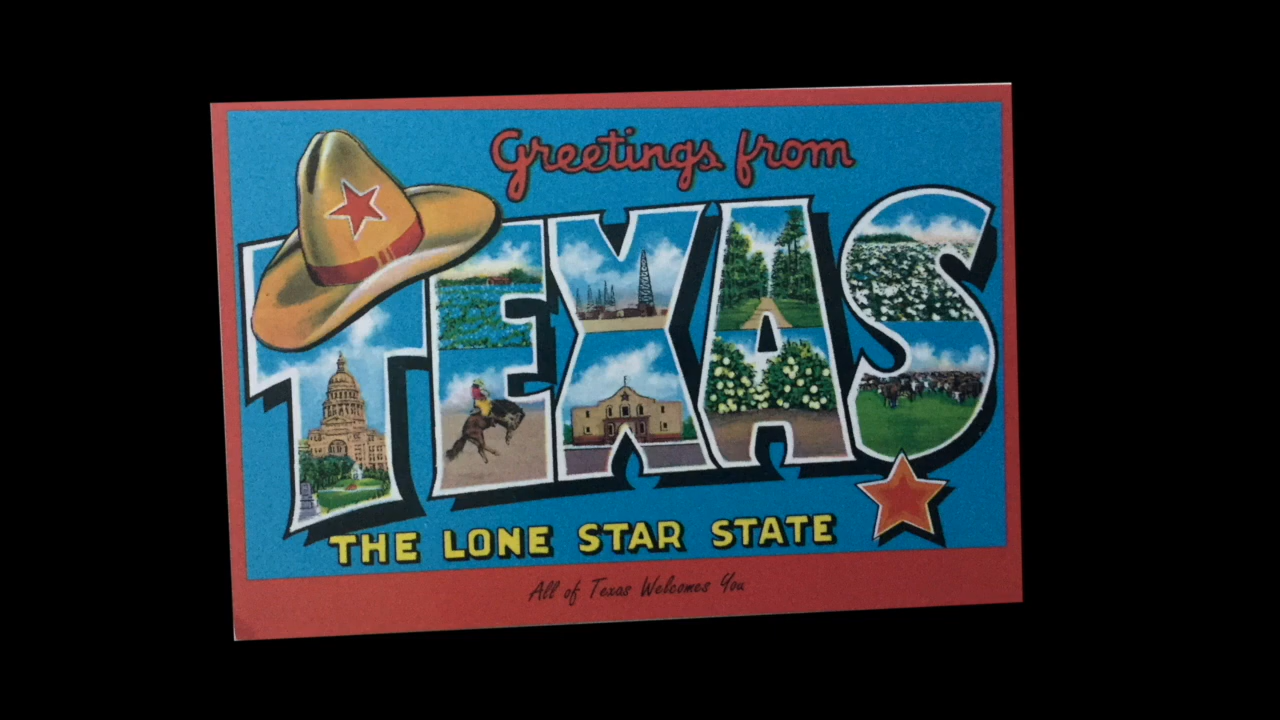 Greetings from
TEXAS
THE LONE STAR STATE
All of Texas Welcomes You